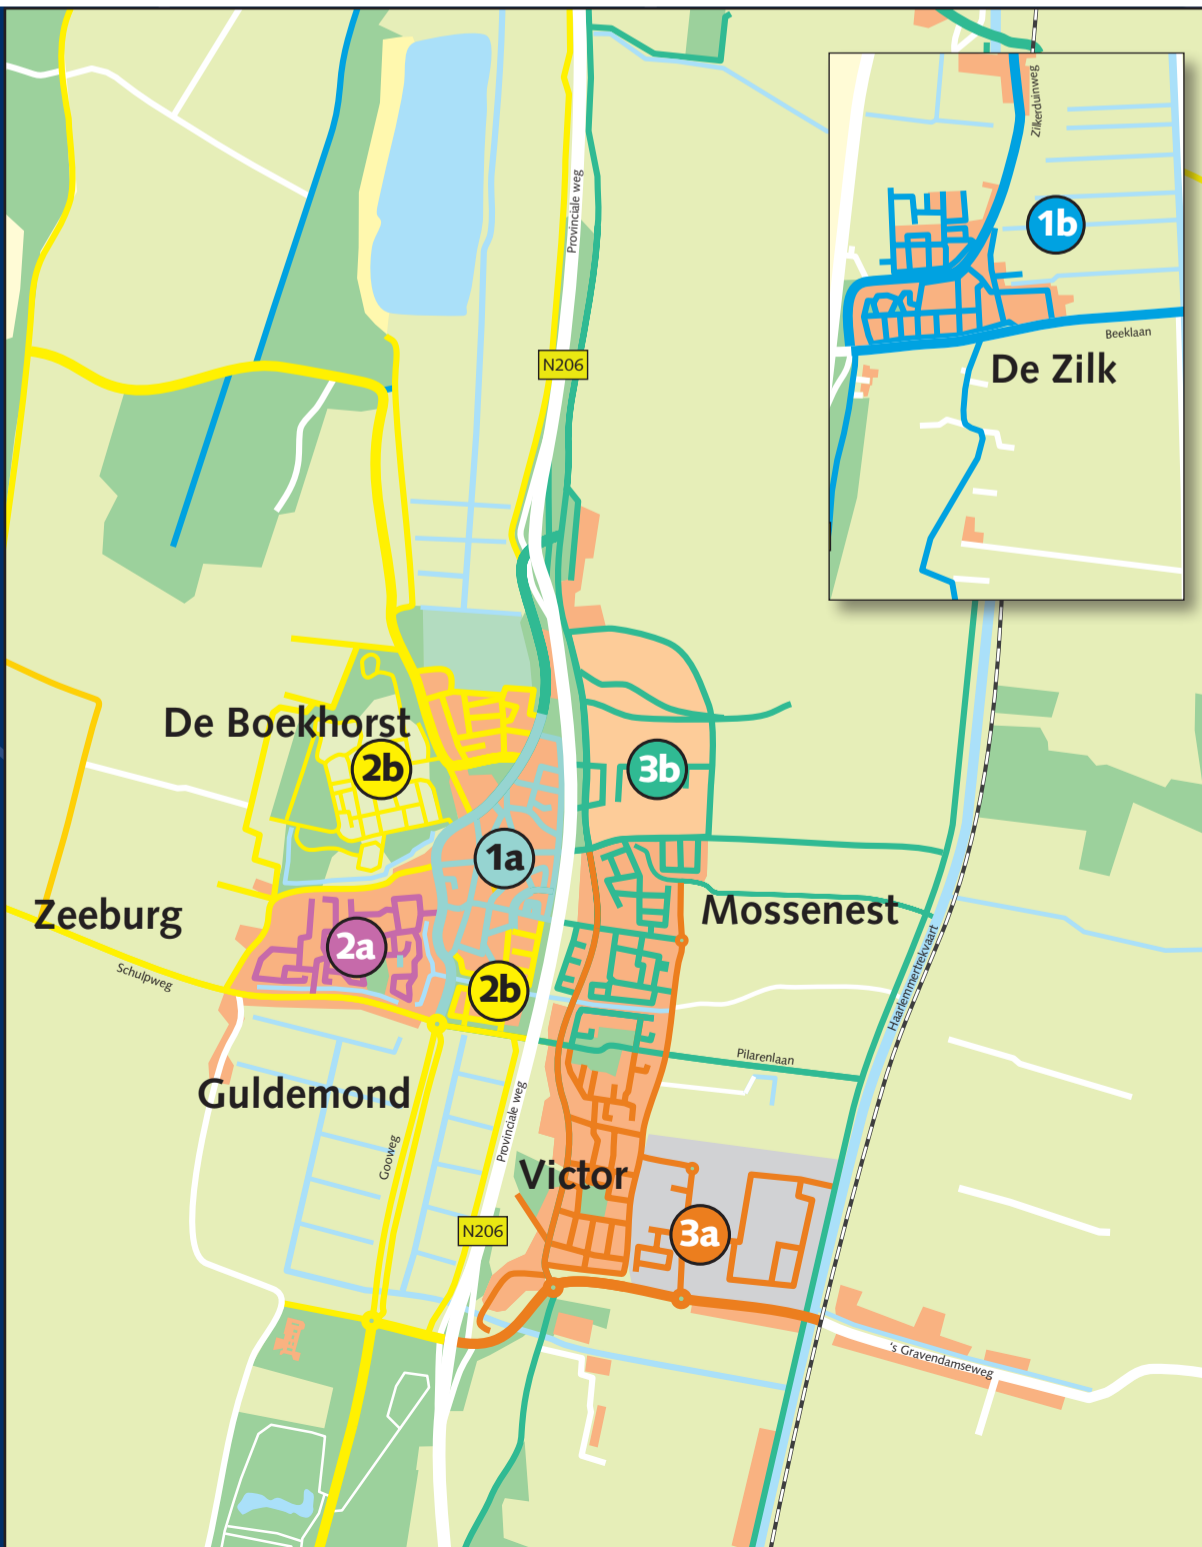 Zilkerduinweg
Provinciale weg
1b
Beeklaan
De Zilk
N206
De Boekhorst
2b
3b
1a
Zeeburg
Mossenest
2a
Schulpweg
2b
Haarlemmertrekvaart
Pilarenlaan
Guldemond
Provinciale weg
Gooweg
Victor
N206
3a
's Gravendamseweg